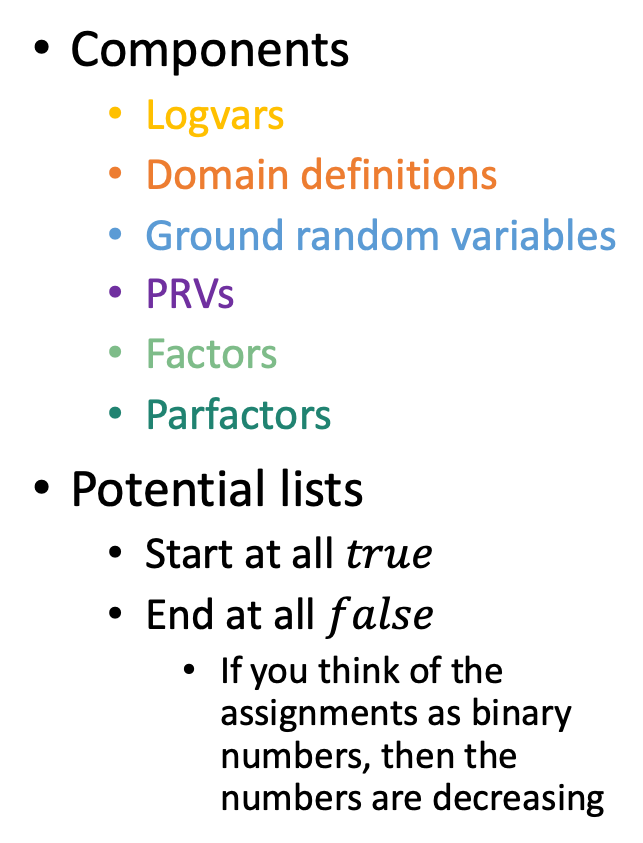 • Components
• Logvars
• Domain definitions
• Ground random variables
• PRVs
• Factors
• Parfactors
• Potential lists
• Start at all true
• End at all false
• If you think of the
assignments as binary
numbers, then the
numbers are decreasing